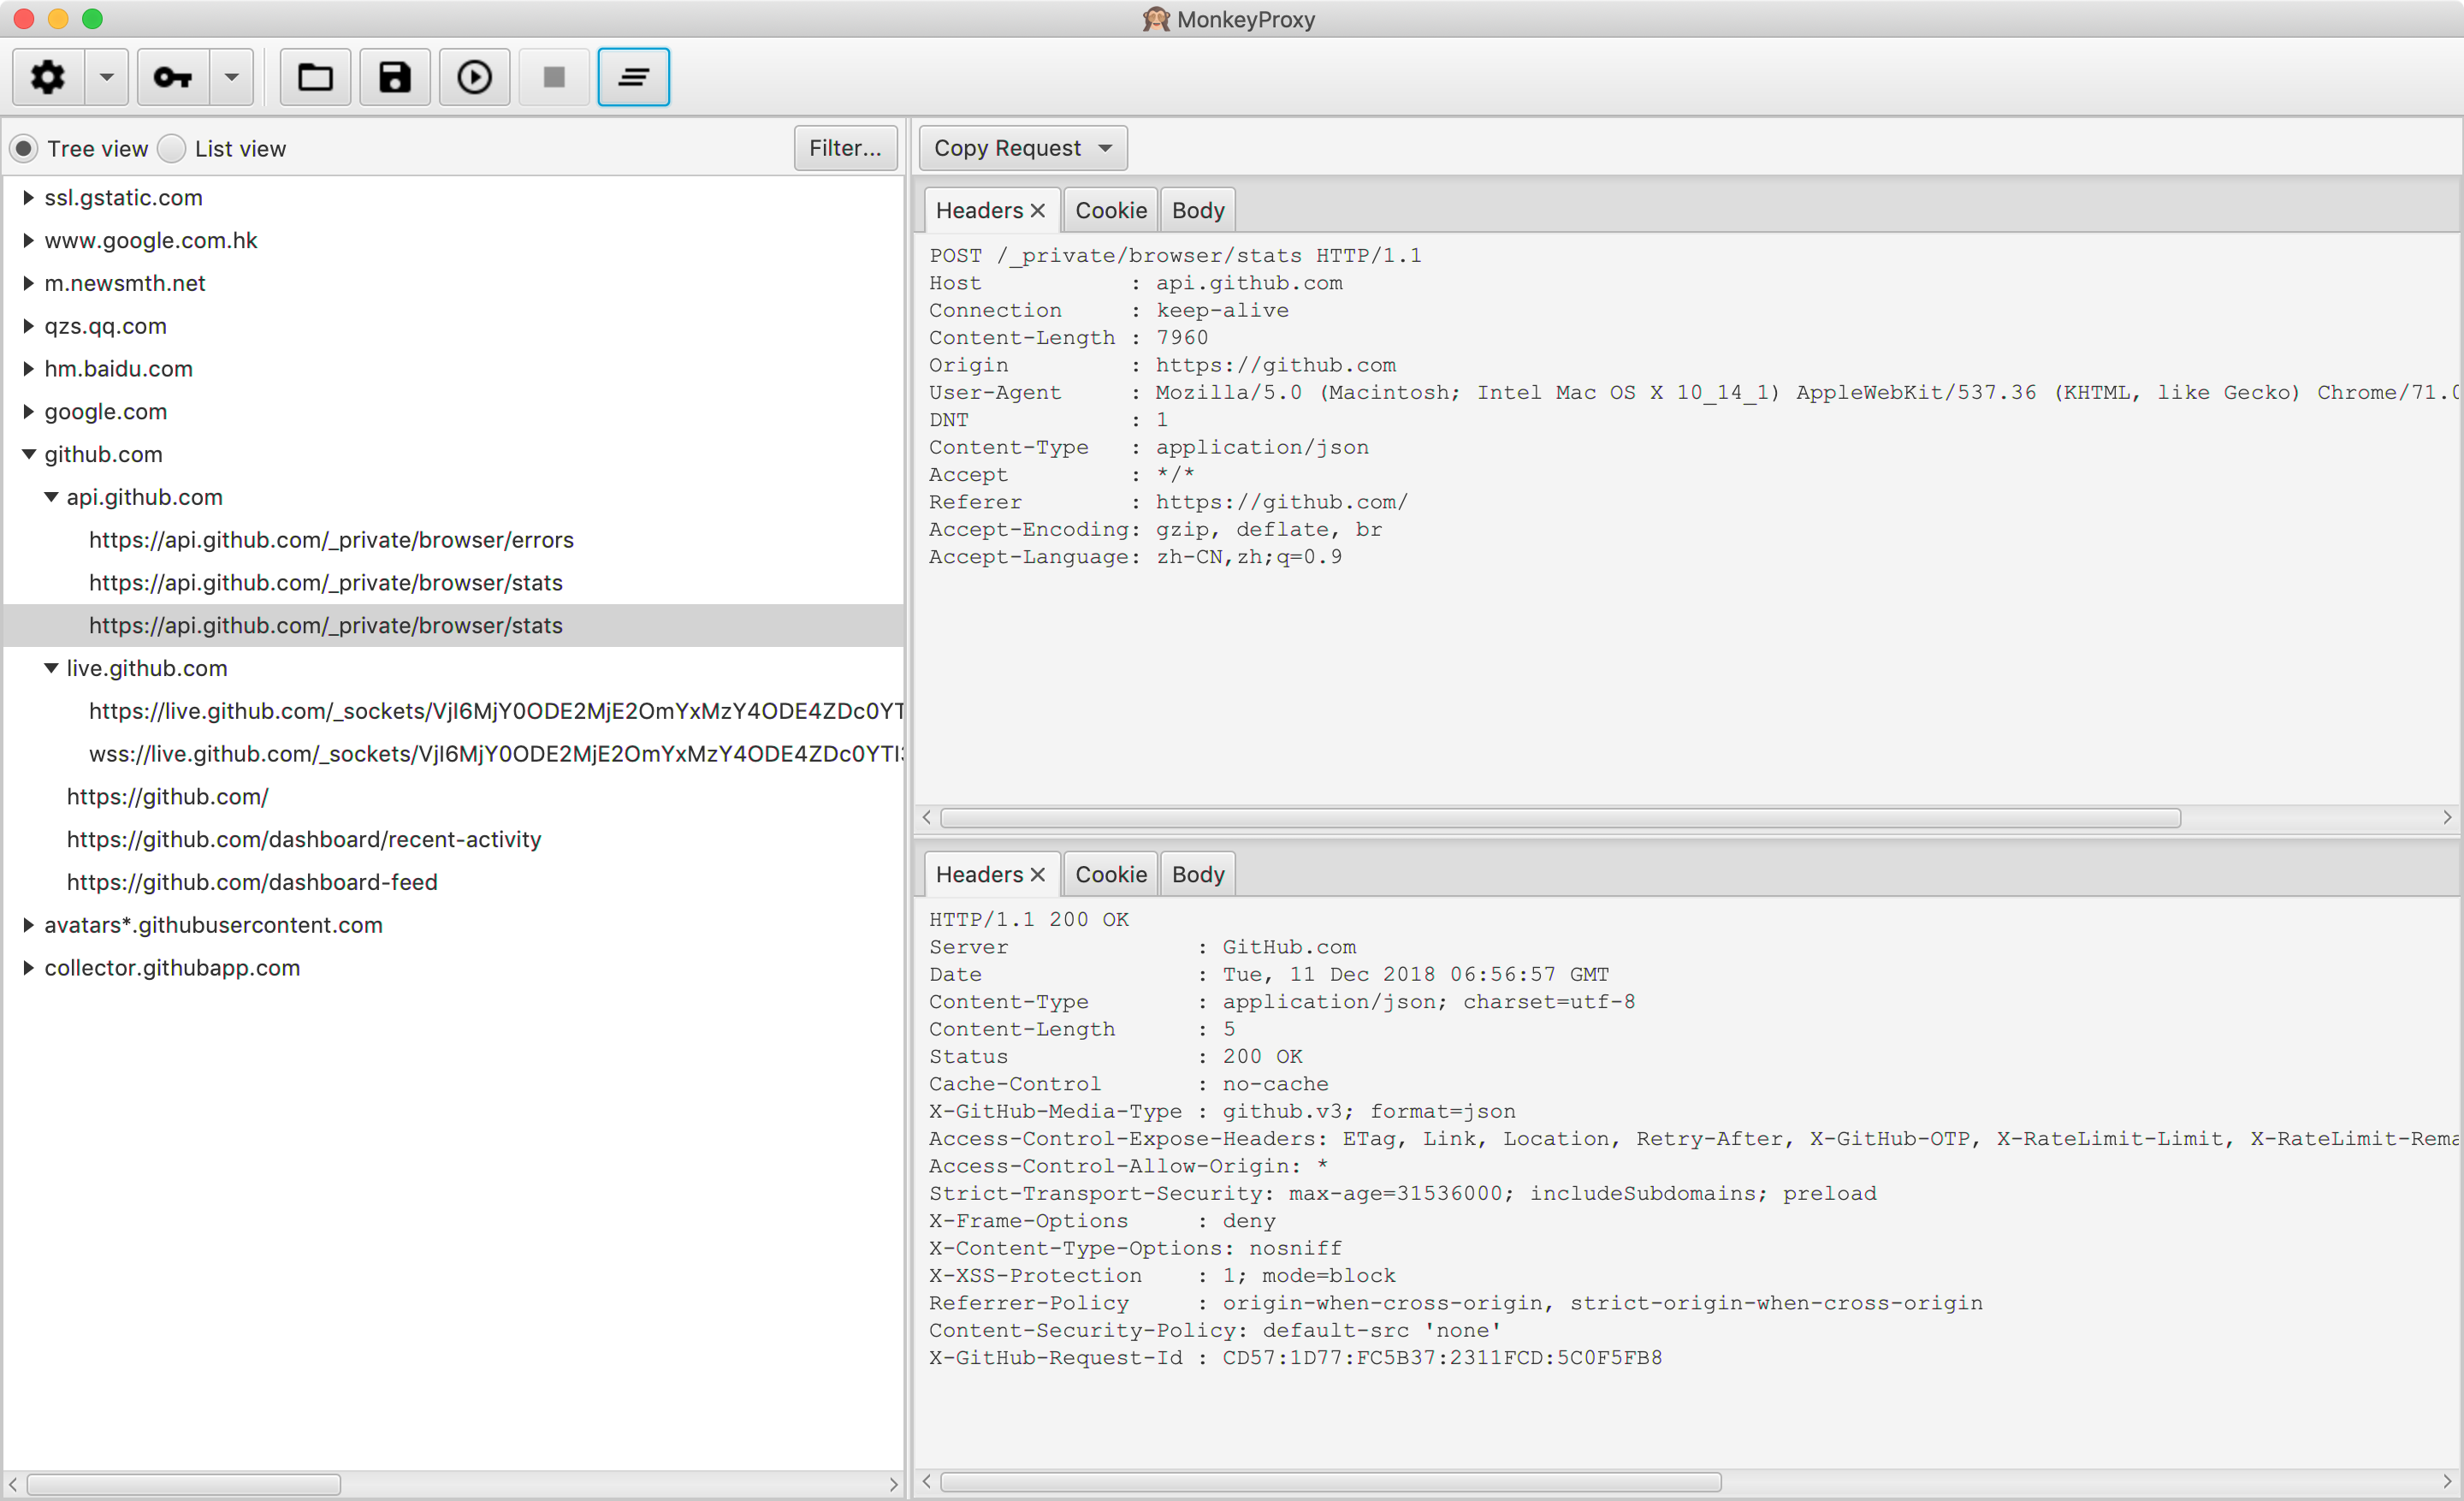 MonkeyProxy
Tree view List view Filter...
ssl.gstatic.com
www.google.com.hk
m.newsmth.net
qzs.qq.com
hm.baidu.com
google.com
github.com
api.github.com
https://api.github.com/_private/browser/errors
https://api.github.com/_private/browser/stats
https://api.github.com/_private/browser/stats
live.github.com
https://live.github.com/_sockets/VjI6MjY0ODE2MjE2OmYxMzY4ODE4ZDc0YT
wss://live.github.com/_sockets/VjI6MjY0ODE2MjE2OmYxMzY4ODE4ZDc0YTI
https://github.com/
https://github.com/dashboard/recent-activity
https://github.com/dashboard-feed
avatars*.githubusercontent.com
collector.githubapp.com
Copy Request
Headers Cookie Body
POST /_private/browser/stats HTTP/1.1
Host : api.github.com
Connection : keep-alive
Content-Length : 7960
Origin : https://github.com
User-Agent : Mozilla/5.0 (Macintosh; Intel Mac OS X 10_14_1) AppleWebKit/537.36 (KHTML, like Gecko) Chrome/71.0
DNT : 1
Content-Type : application/json
Accept : */*
Referer : https://github.com/
Accept-Encoding: gzip, deflate, br
Accept-Language: zh-CN,zh;q=0.9
Headers Cookie Body
HTTP/1.1 200 OK
Server : GitHub.com
Date : Tue, 11 Dec 2018 06:56:57 GMT
Content-Type : application/json; charset=utf-8
Content-Length : 5
Status : 200 OK
Cache-Control : no-cache
X-GitHub-Media-Type : github.v3; format=json
Access-Control-Expose-Headers: ETag, Link, Location, Retry-After, X-GitHub-OTP, X-RateLimit-Limit, X-RateLimit-Rema
Access-Control-Allow-Origin: *
Strict-Transport-Security: max-age=31536000; includeSubdomains; preload
X-Frame-Options : deny
X-Content-Type-Options: nosniff
X-XSS-Protection : 1; mode=block
Referrer-Policy : origin-when-cross-origin, strict-origin-when-cross-origin
Content-Security-Policy: default-src 'none'
X-GitHub-Request-Id : CD57:1D77:FC5B37:2311FCD:5C0F5FB8